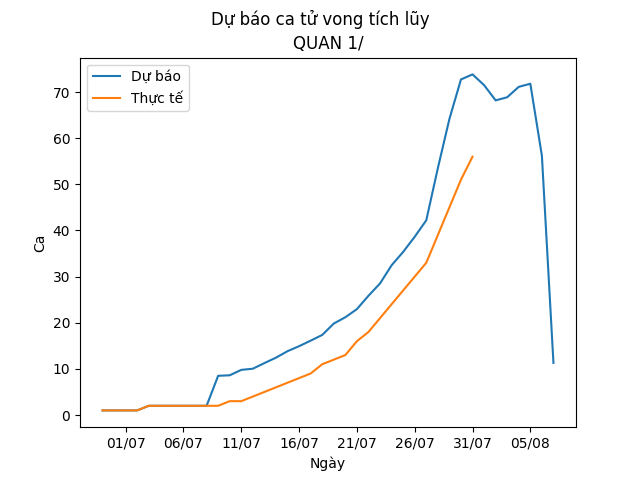 Dự báo ca tử vong tích lũy
QUAN 1/
Dự báo
Thực tế
70
60
50
40
30
20
10
0
Ca
01/07 06/07 11/07 16/07 21/07 26/07 31/07 05/08
Ngày